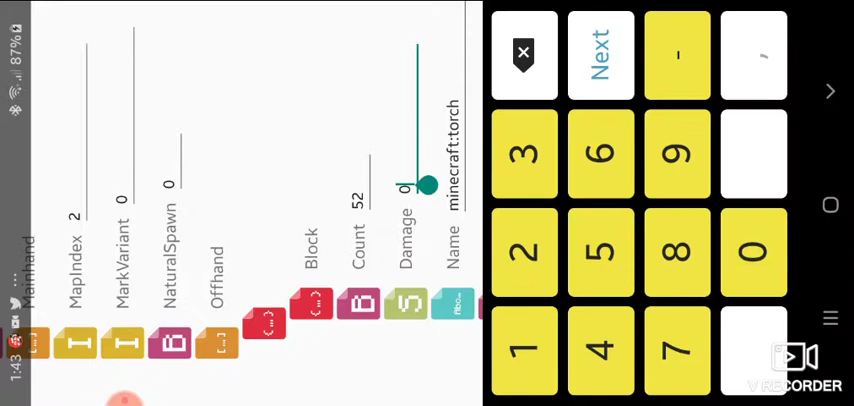 1:43 ... 87%
Mainhand
MapIndex 2
MarkVariant 0
NaturalSpawn 0
Offhand
Block
Count 52
Damage 0
Name minecraft:torch
[...]
I
I
B
[...]
{...}
{...}
B
S
Abc...
1 2 3
4 5 6 Next
7 8 9 -
0 ,
V RECORDER